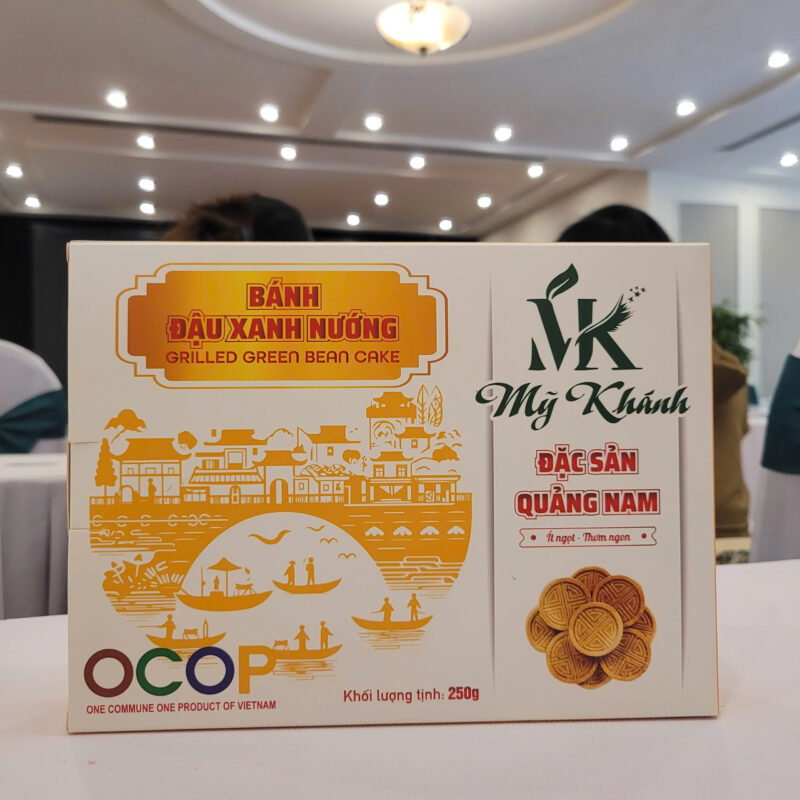 BÁNH
ĐẬU XANH NƯỚNG
GRILLED GREEN BEAN CAKE
MK
Mỹ Khánh
ĐẶC SẢN
QUẢNG NAM
Ít ngọt - Thơm ngon
OCOP
ONE COMMUNE ONE PRODUCT OF VIETNAM
Khối lượng tịnh: 250g